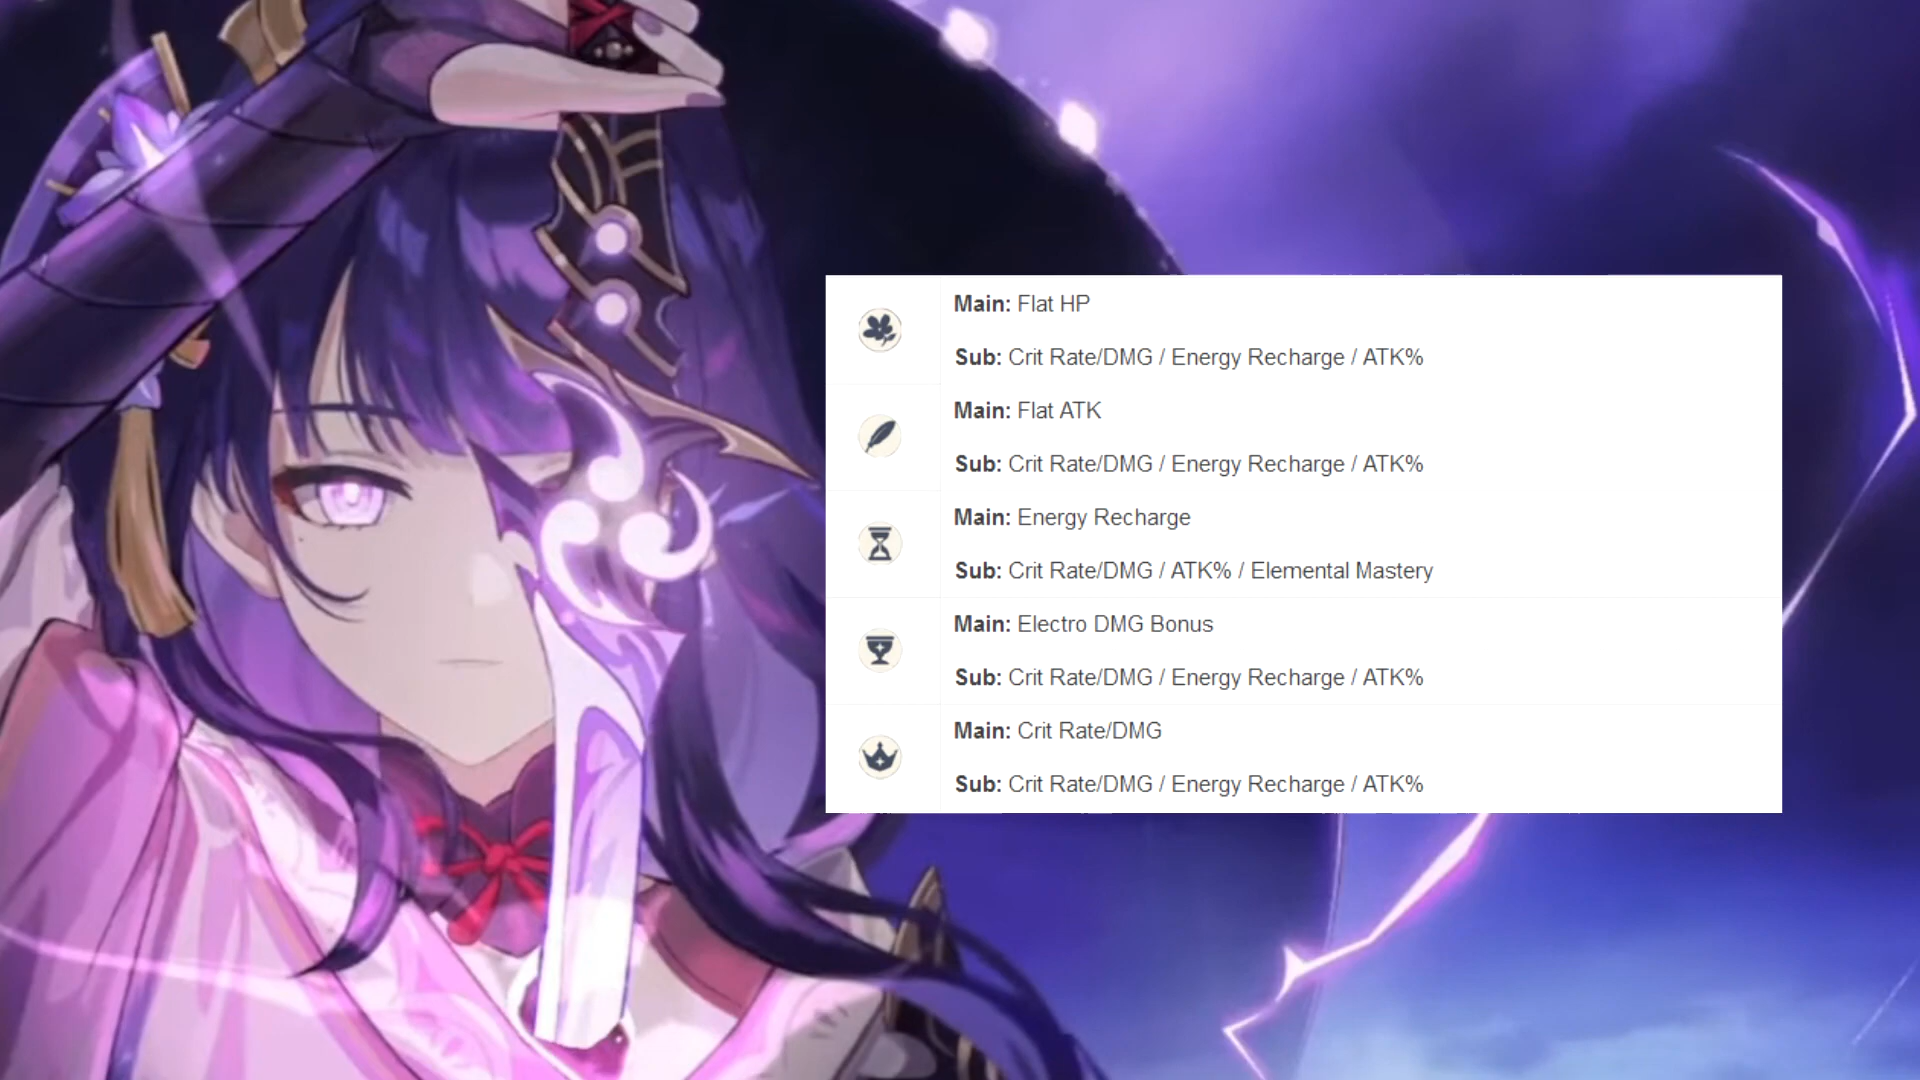 Main: Flat HP
Sub: Crit Rate/DMG / Energy Recharge / ATK%
Main: Flat ATK
Sub: Crit Rate/DMG / Energy Recharge / ATK%
Main: Energy Recharge
Sub: Crit Rate/DMG / ATK% / Elemental Mastery
Main: Electro DMG Bonus
Sub: Crit Rate/DMG / Energy Recharge / ATK%
Main: Crit Rate/DMG
Sub: Crit Rate/DMG / Energy Recharge / ATK%